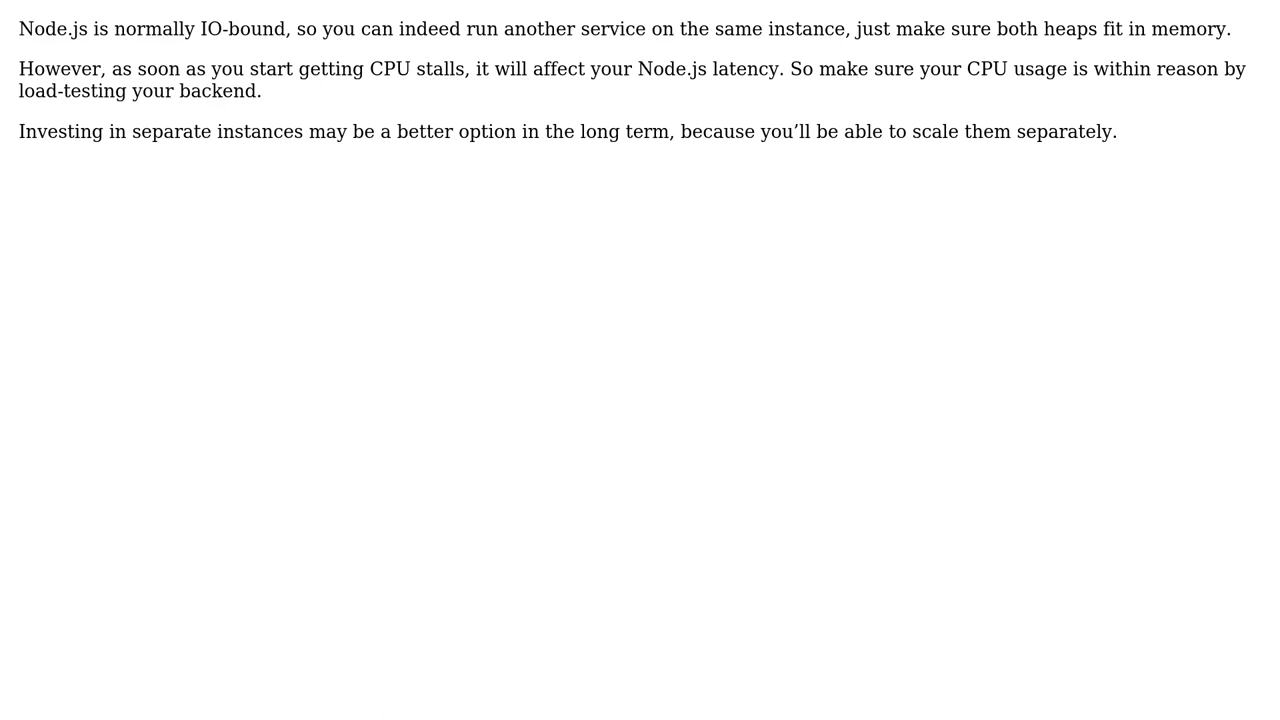 Node.js is normally IO-bound, so you can indeed run another service on the same instance, just make sure both heaps fit in memory.
However, as soon as you start getting CPU stalls, it will affect your Node.js latency. So make sure your CPU usage is within reason by
load-testing your backend.
Investing in separate instances may be a better option in the long term, because you’ll be able to scale them separately.